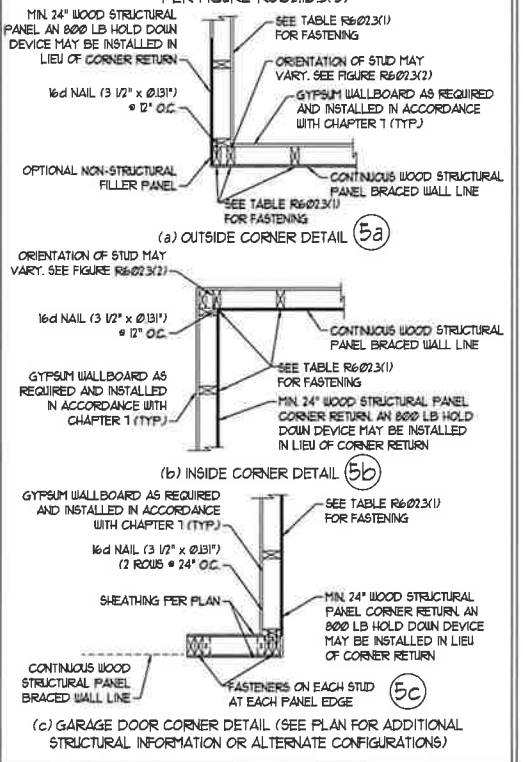 MIN. 24" WOOD STRUCTURAL
PANEL AN 800 LB HOLD DOWN
DEVICE MAY BE INSTALLED IN
LIEU OF CORNER RETURN
SEE TABLE R602.3(1)
FOR FASTENING
ORIENTATION OF STUD MAY
VARY. SEE FIGURE R602.3(2)
16d NAIL (3 1/2" x 0.131")
@ 12" O.C.
GYPSUM WALLBOARD AS REQUIRED
AND INSTALLED IN ACCORDANCE
WITH CHAPTER 7 (TYP.)
OPTIONAL NON-STRUCTURAL
FILLER PANEL
CONTINUOUS WOOD STRUCTURAL
PANEL BRACED WALL LINE
SEE TABLE R602.3(1)
FOR FASTENING
(a) OUTSIDE CORNER DETAIL 5a
ORIENTATION OF STUD MAY
VARY. SEE FIGURE R602.3(2)
16d NAIL (3 1/2" x 0.131")
@ 12" O.C.
CONTINUOUS WOOD STRUCTURAL
PANEL BRACED WALL LINE
SEE TABLE R602.3(1)
FOR FASTENING
GYPSUM WALLBOARD AS
REQUIRED AND INSTALLED
IN ACCORDANCE WITH
CHAPTER 7 (TYP.)
MIN. 24" WOOD STRUCTURAL PANEL
CORNER RETURN. AN 800 LB HOLD
DOWN DEVICE MAY BE INSTALLED
IN LIEU OF CORNER RETURN
(b) INSIDE CORNER DETAIL 5b
GYPSUM WALLBOARD AS REQUIRED
AND INSTALLED IN ACCORDANCE
WITH CHAPTER 7 (TYP.)
SEE TABLE R602.3(1)
FOR FASTENING
16d NAIL (3 1/2" x 0.131")
(2 ROWS @ 24" O.C.
SHEATHING PER PLAN
MIN. 24" WOOD STRUCTURAL
PANEL CORNER RETURN. AN
800 LB HOLD DOWN DEVICE
MAY BE INSTALLED IN LIEU
OF CORNER RETURN
CONTINUOUS WOOD
STRUCTURAL PANEL
BRACED WALL LINE
FASTENERS ON EACH STUD
AT EACH PANEL EDGE
5c
(c) GARAGE DOOR CORNER DETAIL (SEE PLAN FOR ADDITIONAL
STRUCTURAL INFORMATION OR ALTERNATE CONFIGURATIONS)